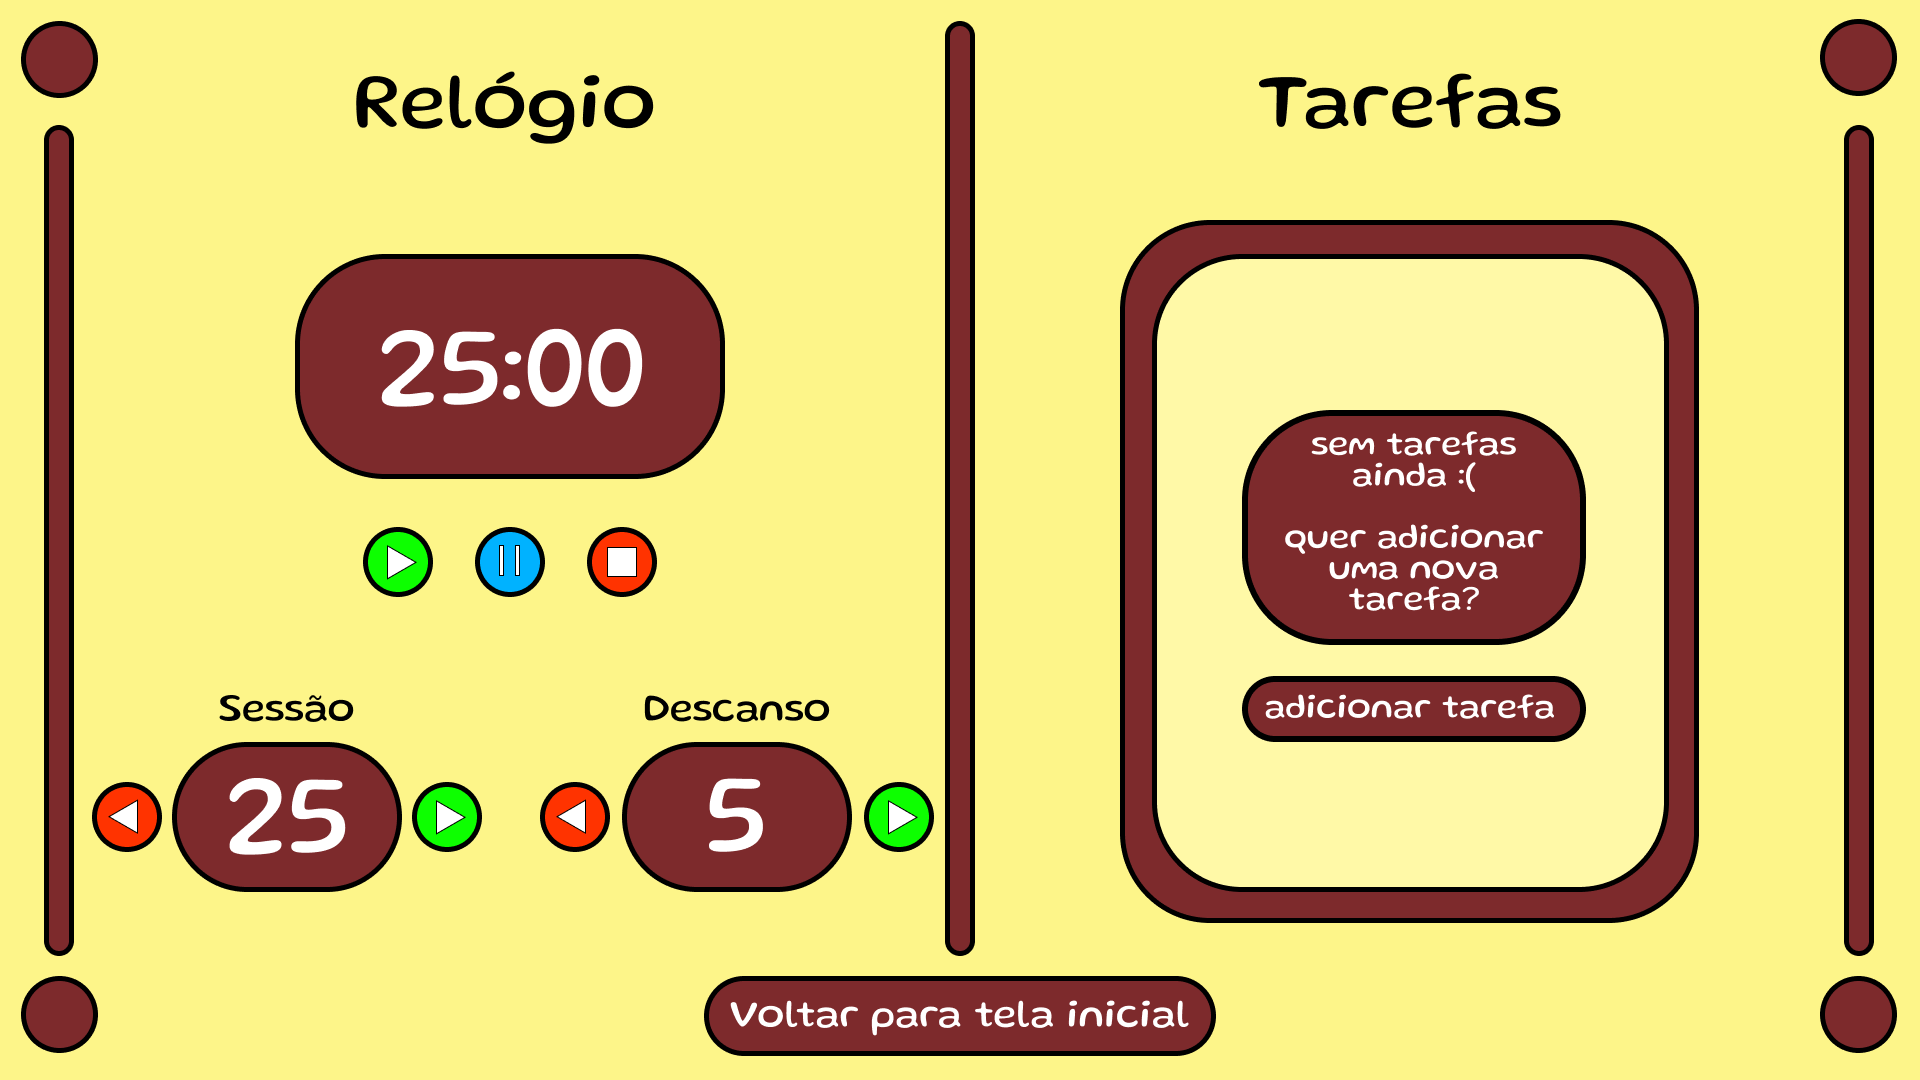 Relógio
25:00
Sessão
25
Descanso
5
Tarefas
sem tarefas
ainda :(
quer adicionar
uma nova
tarefa?
adicionar tarefa
Voltar para tela inicial